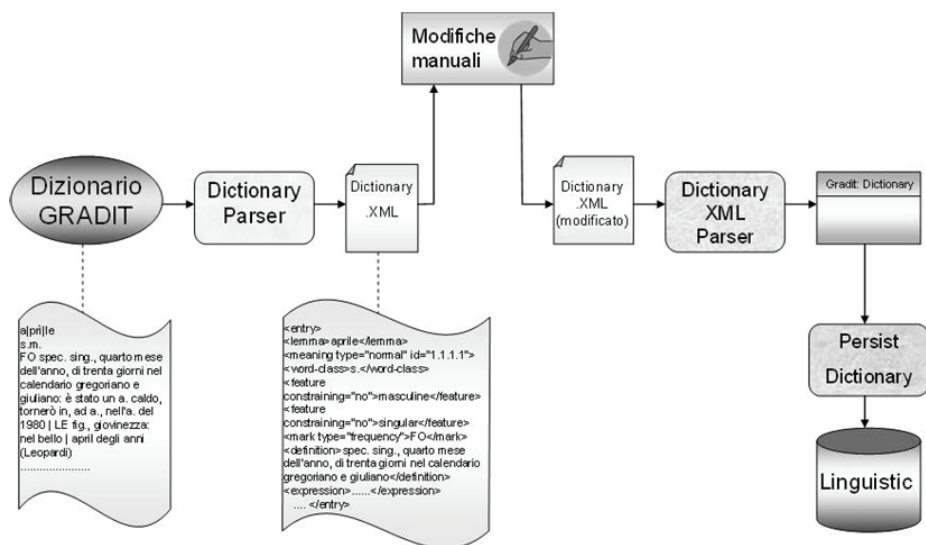 Modifiche
manuali
Dizionario
GRADIT
Dictionary
Parser
Dictionary
.XML
Dictionary
.XML
(modificato)
Dictionary
XML
Parser
Gradit: Dictionary
a|prì|le
s.m.
FO spec. sing., quarto mese
dell'anno, di trenta giorni nel
calendario gregoriano e
giuliano: è stato un a. caldo,
tornerò in, ad a., nell'a. del
1980 | LE fig., giovinezza:
nel bello | april degli anni
(Leopardi)
.......................
<entry>
<lemma>aprile</lemma>
<meaning type="normal" id="1.1.1.1">
<word-class>s.</word-class>
<feature
constraining="no">masculine</feature>
<feature
constraining="no">singular</feature>
<mark type="frequency">FO</mark>
<definition>spec. sing., quarto mese
dell'anno, di trenta giorni nel calendario
gregoriano e giuliano</definition>
<expression>......</expression>
.... </entry>
Persist
Dictionary
Linguistic